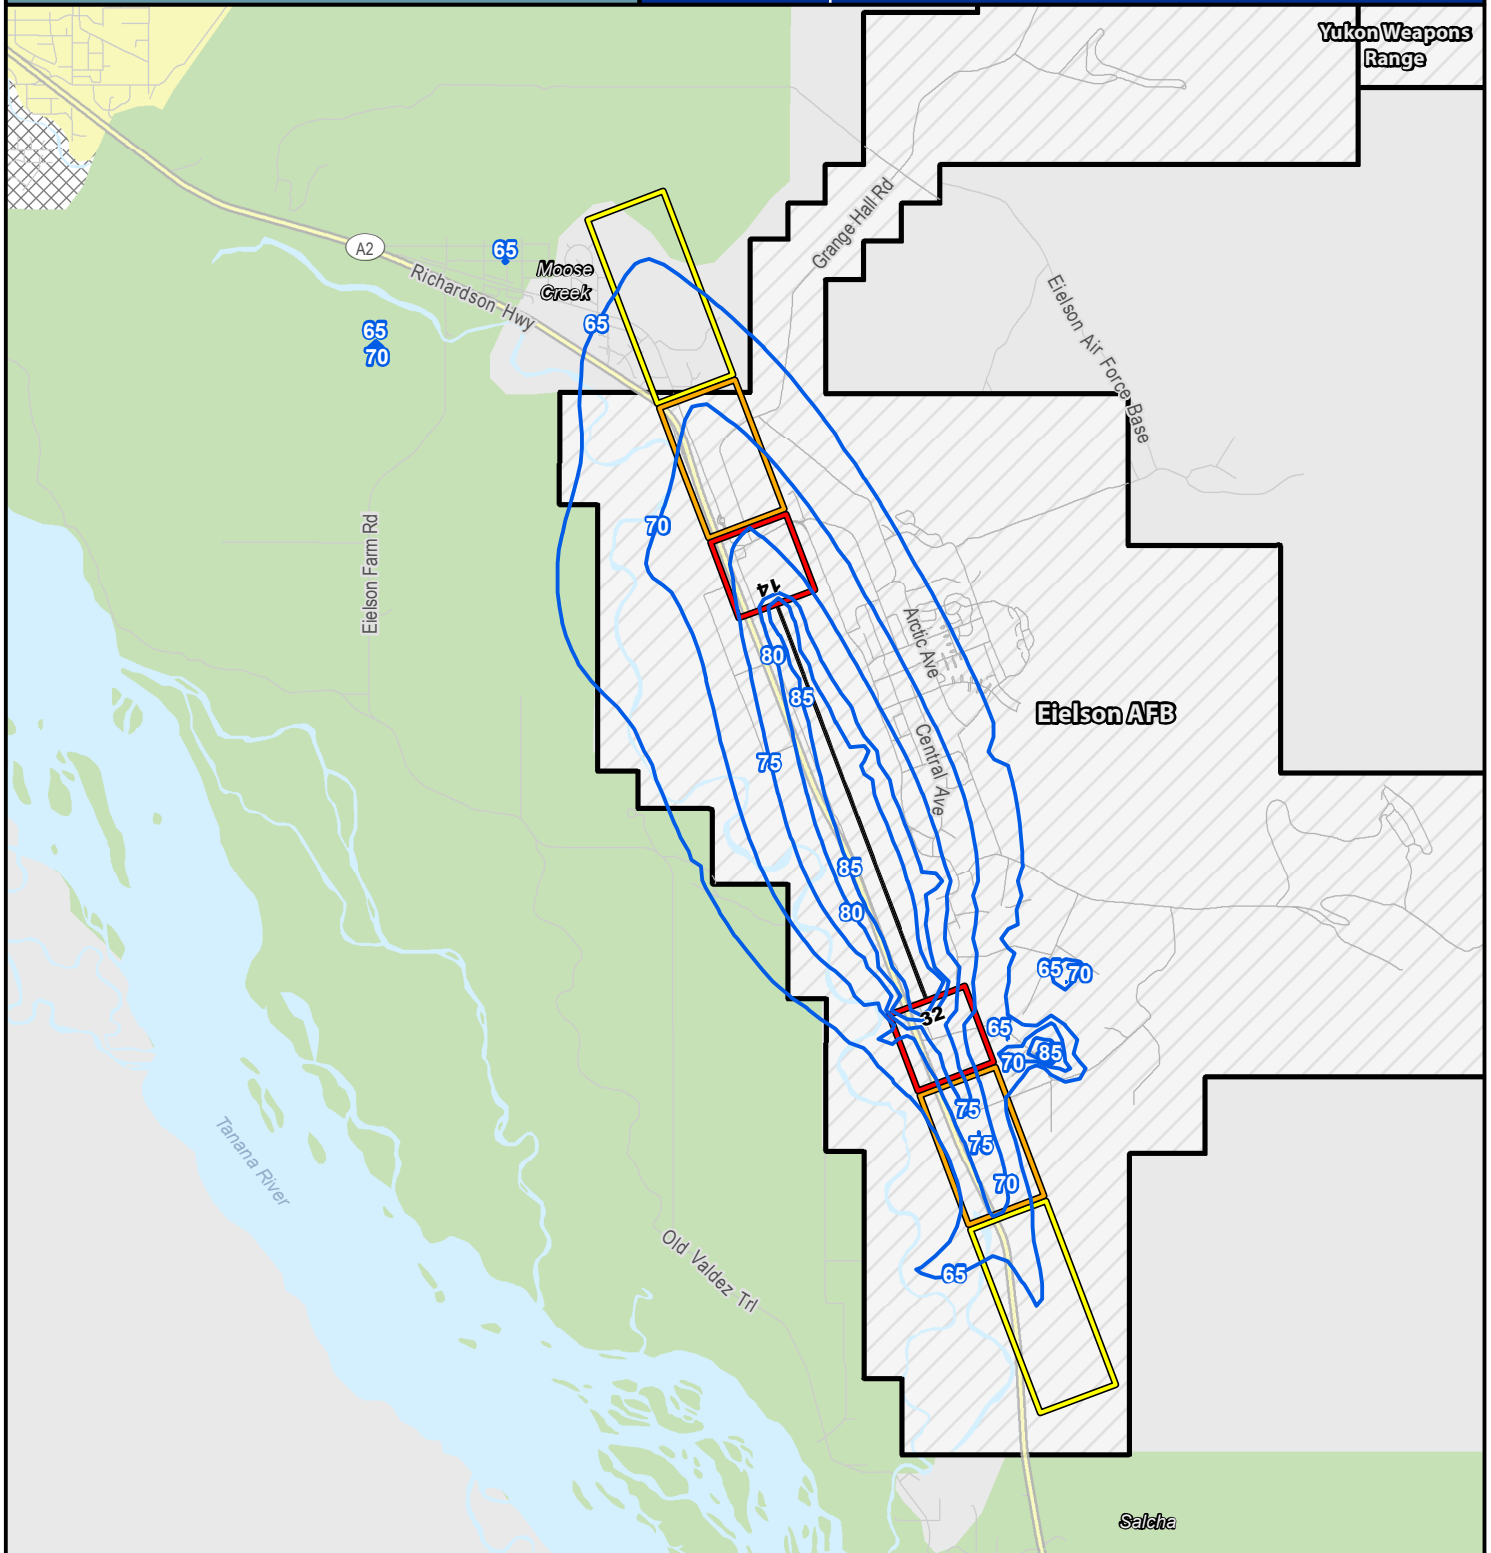 Yukon Weapons
Range
Grange Hall Rd
A2
65
Moose
Creek
Richardson Hwy
Eielson Air Force Base
65
65
70
70
Eielson Farm Rd
14
Arctic Ave
80
85
Eielson AFB
Central Ave
75
85
80
65
70
32
65
85
70
75
Tanana River
75
70
Old Valdez Trl
65
Salcha